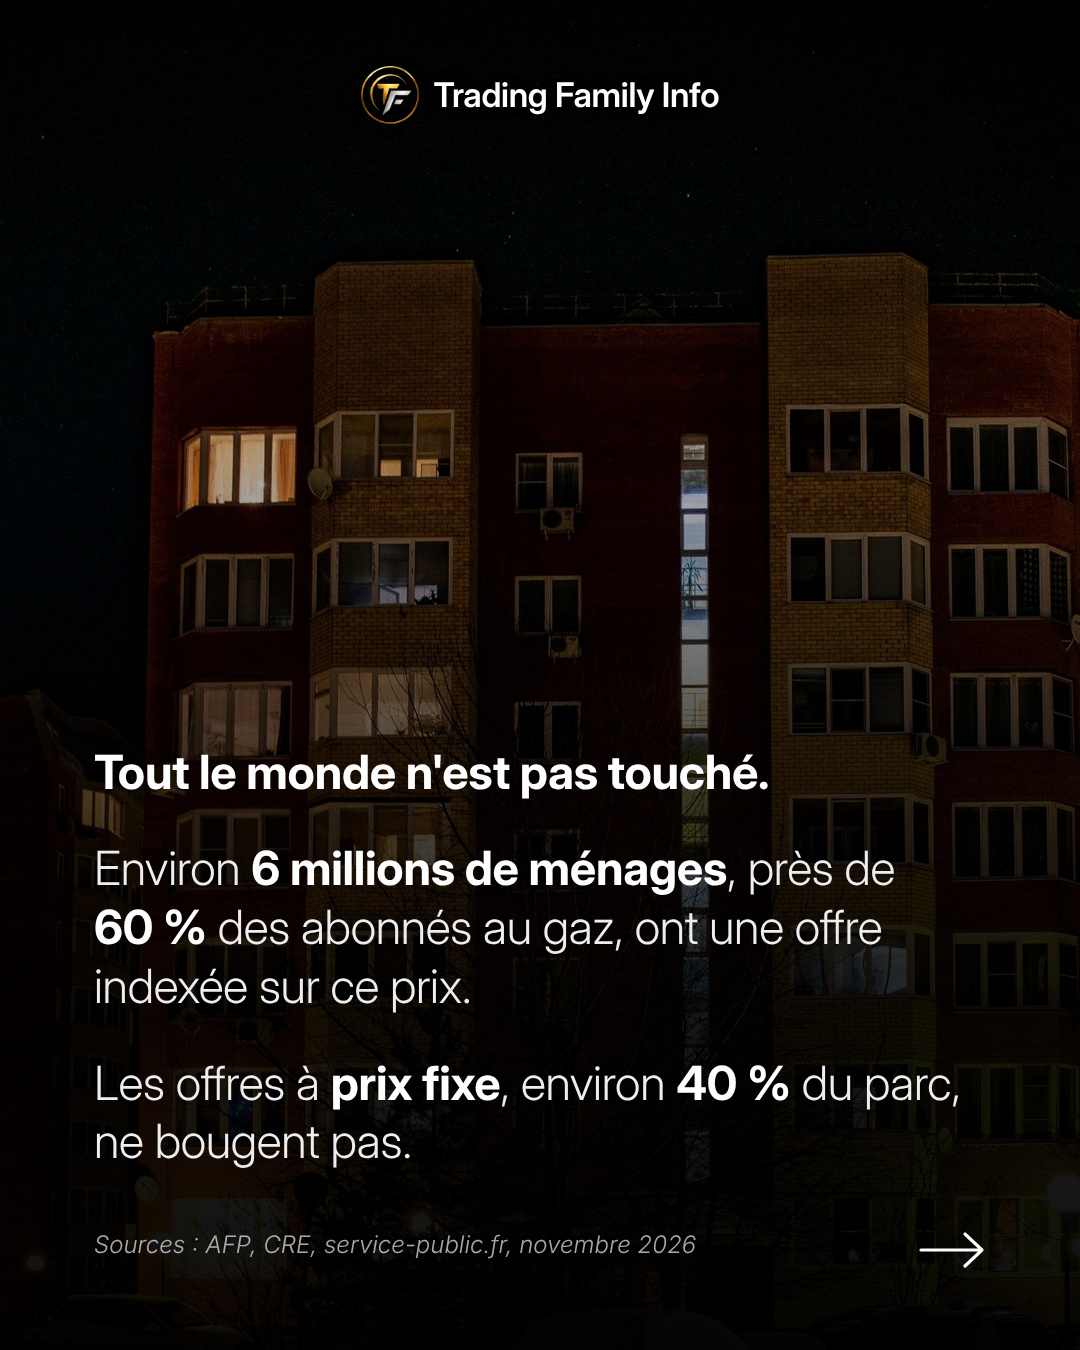 TF Trading Family Info
Tout le monde n'est pas touché.
Environ 6 millions de ménages, près de
60 % des abonnés au gaz, ont une offre
indexée sur ce prix.
Les offres à prix fixe, environ 40 % du parc,
ne bougent pas.
Sources : AFP, CRE, service-public.fr, novembre 2026